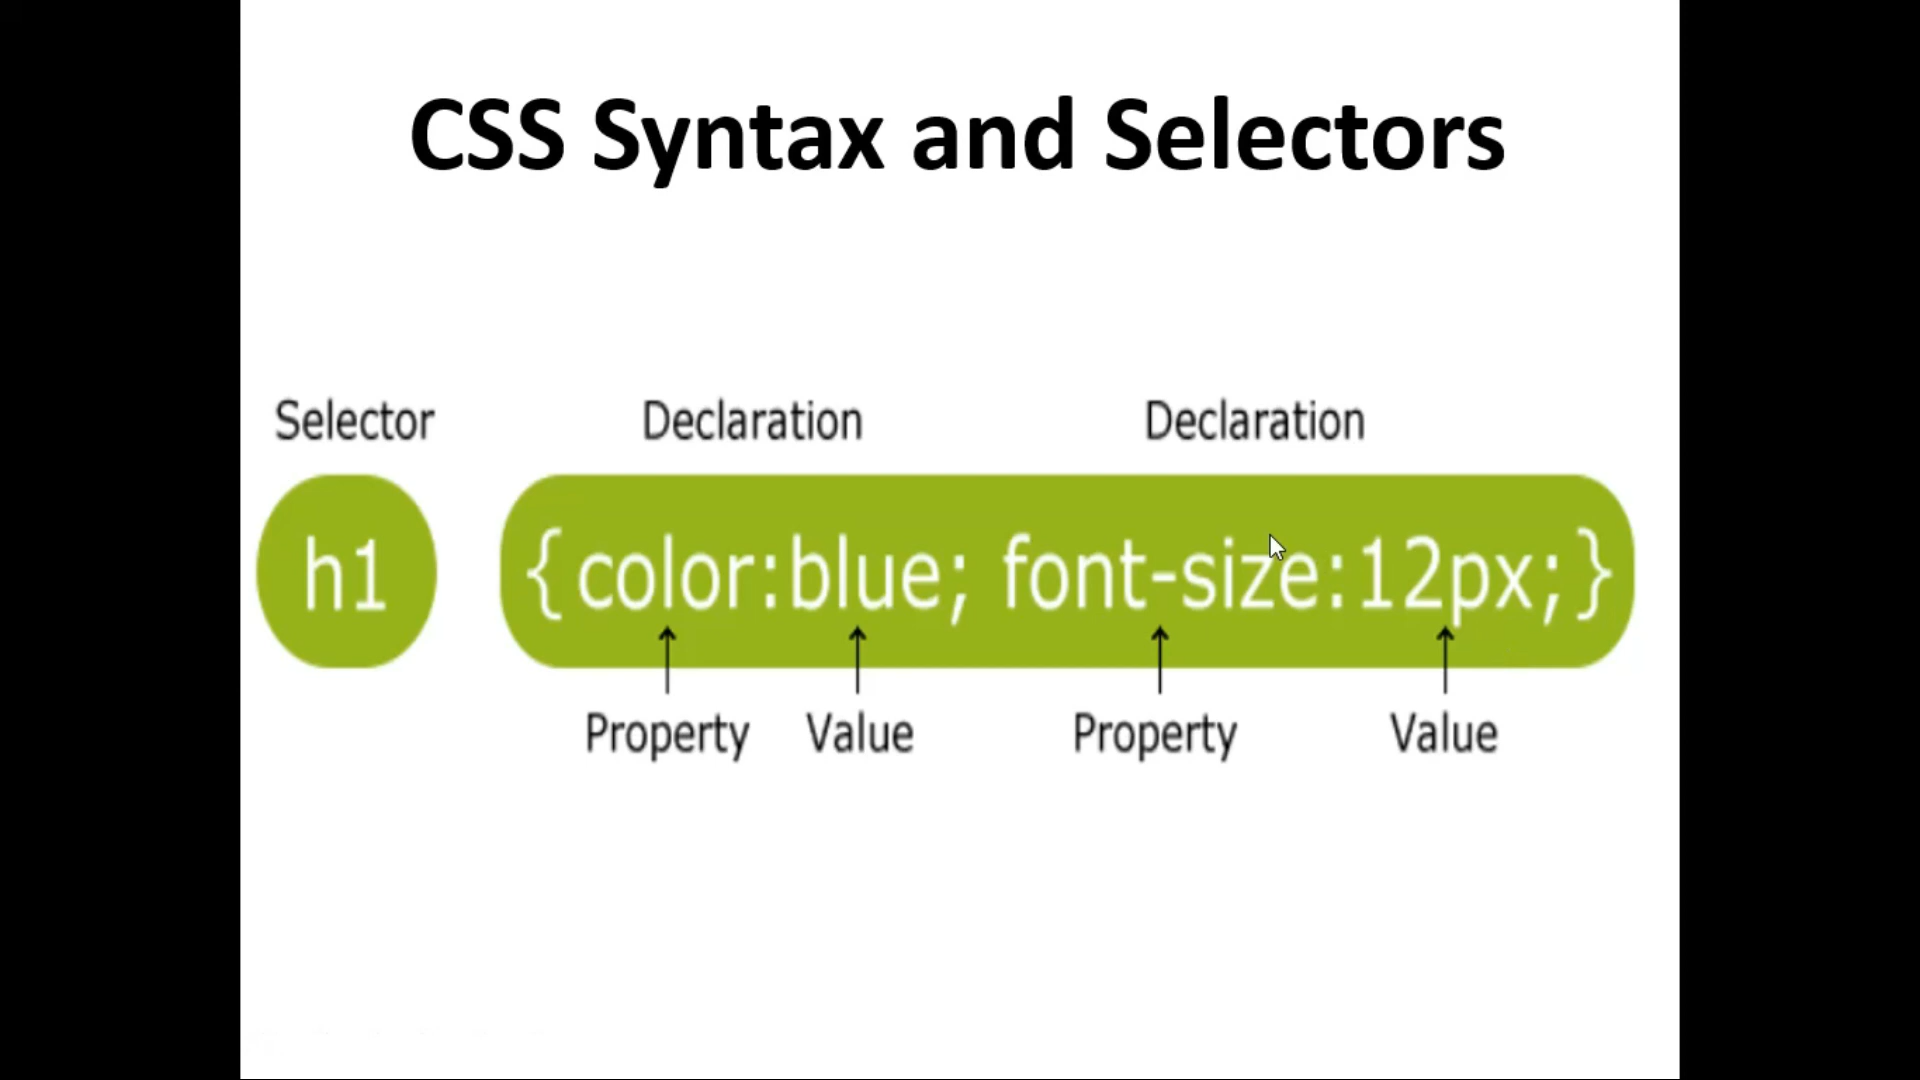 CSS Syntax and Selectors
Selector Declaration Declaration
h1 {color:blue; font-size:12px;}
Property Value Property Value